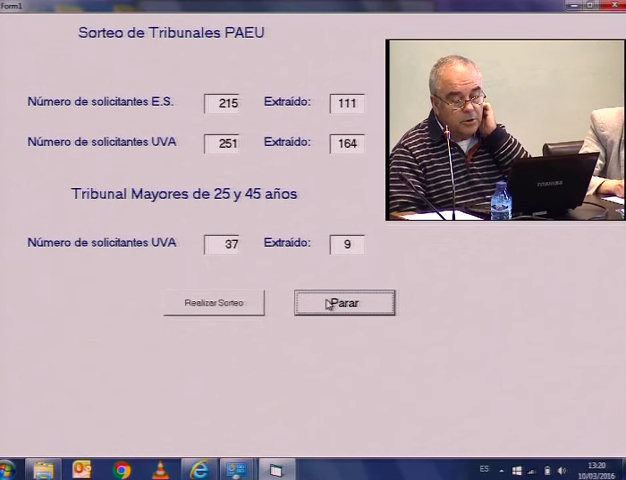 Form1
Sorteo de Tribunales PAEU
Número de solicitantes E.S. 215 Extraído: 111
Número de solicitantes UVA 251 Extraído: 164
Tribunal Mayores de 25 y 45 años
Número de solicitantes UVA 37 Extraído: 9
Realizar Sorteo Parar
TOSHIBA
ES 13:20
10/03/2016